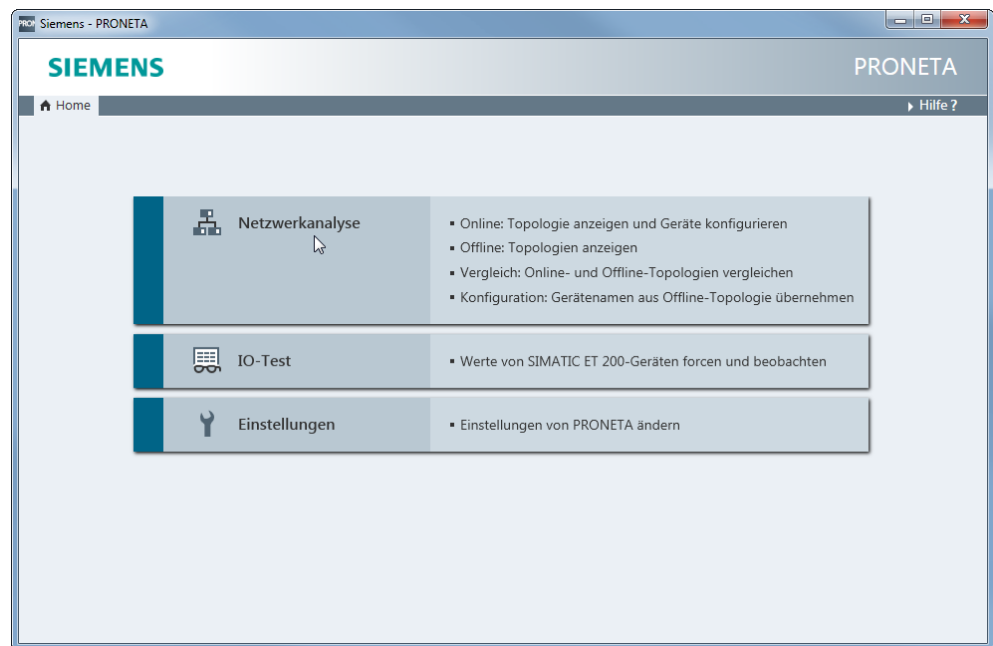 Siemens - PRONETA
SIEMENS
PRONETA
Home
Hilfe ?
Netzwerkanalyse
▪ Online: Topologie anzeigen und Geräte konfigurieren
▪ Offline: Topologien anzeigen
▪ Vergleich: Online- und Offline-Topologien vergleichen
▪ Konfiguration: Gerätenamen aus Offline-Topologie übernehmen
IO-Test
▪ Werte von SIMATIC ET 200-Geräten forcen und beobachten
Einstellungen
▪ Einstellungen von PRONETA ändern